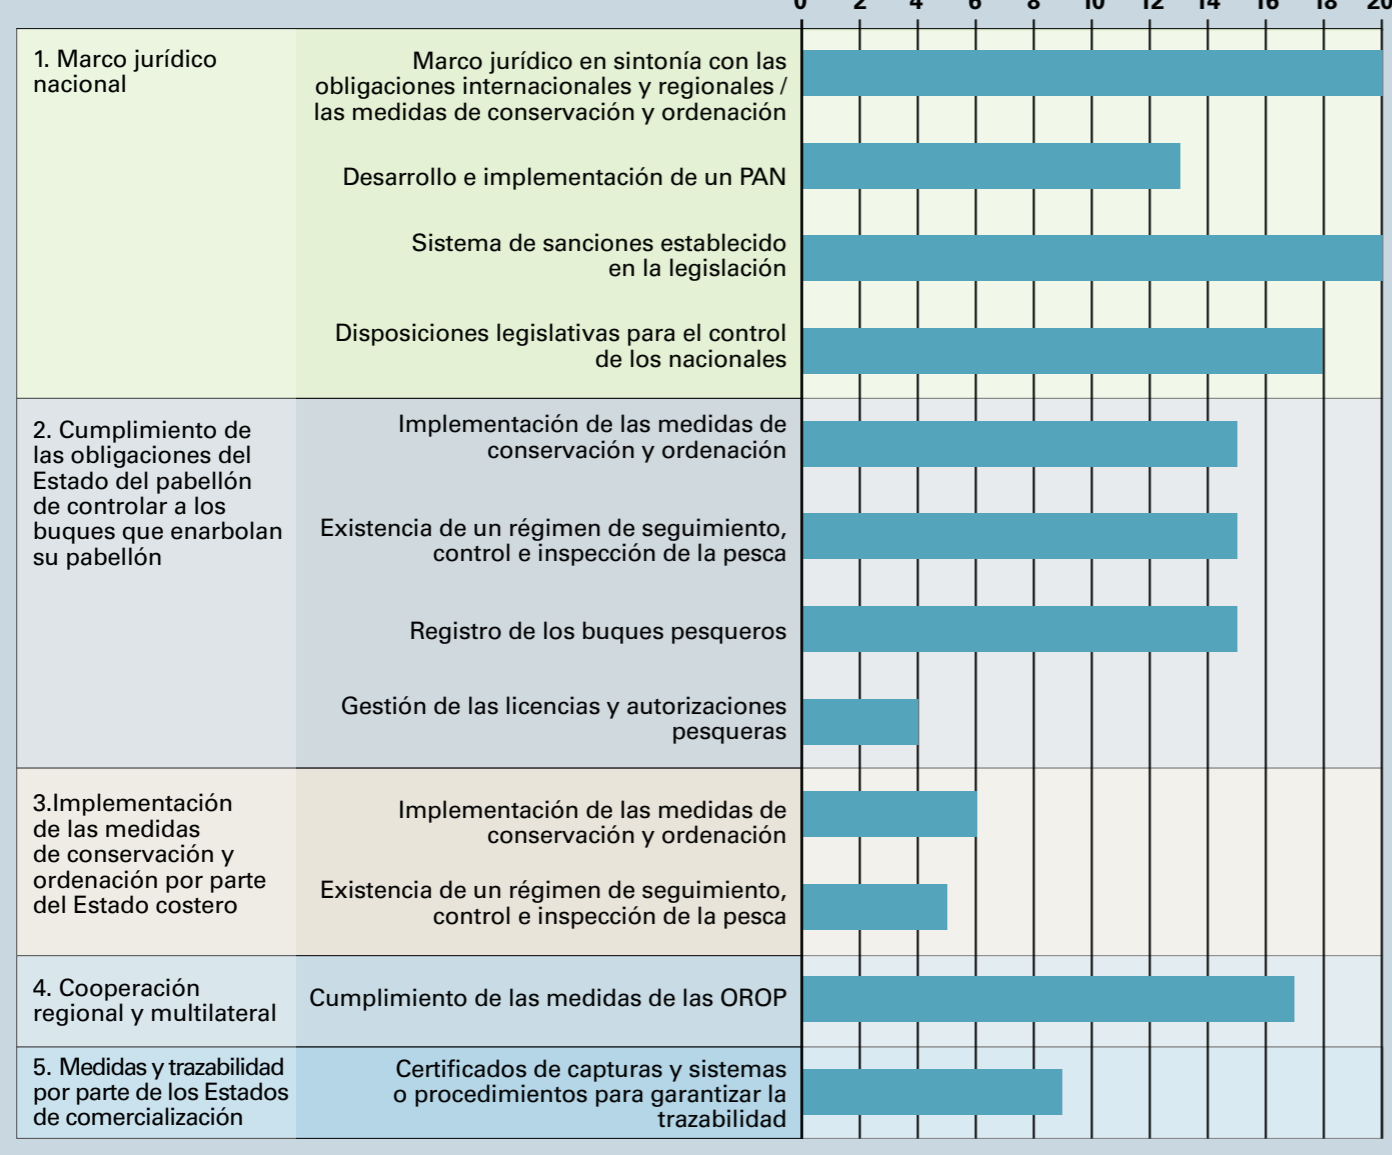 0 2 4 6 8 10 12 14 16 18 20
1. Marco jurídico
nacional
Marco jurídico en sintonía con las
obligaciones internacionales y regionales /
las medidas de conservación y ordenación
Desarrollo e implementación de un PAN
Sistema de sanciones establecido
en la legislación
Disposiciones legislativas para el control
de los nacionales
2. Cumplimiento de
las obligaciones del
Estado del pabellón
de controlar a los
buques que enarbolan
su pabellón
Implementación de las medidas de
conservación y ordenación
Existencia de un régimen de seguimiento,
control e inspección de la pesca
Registro de los buques pesqueros
Gestión de las licencias y autorizaciones
pesqueras
3.Implementación
de las medidas
de conservación y
ordenación por parte
del Estado costero
Implementación de las medidas de
conservación y ordenación
Existencia de un régimen de seguimiento,
control e inspección de la pesca
4. Cooperación
regional y multilateral
Cumplimiento de las medidas de las OROP
5. Medidas y trazabilidad
por parte de los Estados
de comercialización
Certificados de capturas y sistemas
o procedimientos para garantizar la
trazabilidad